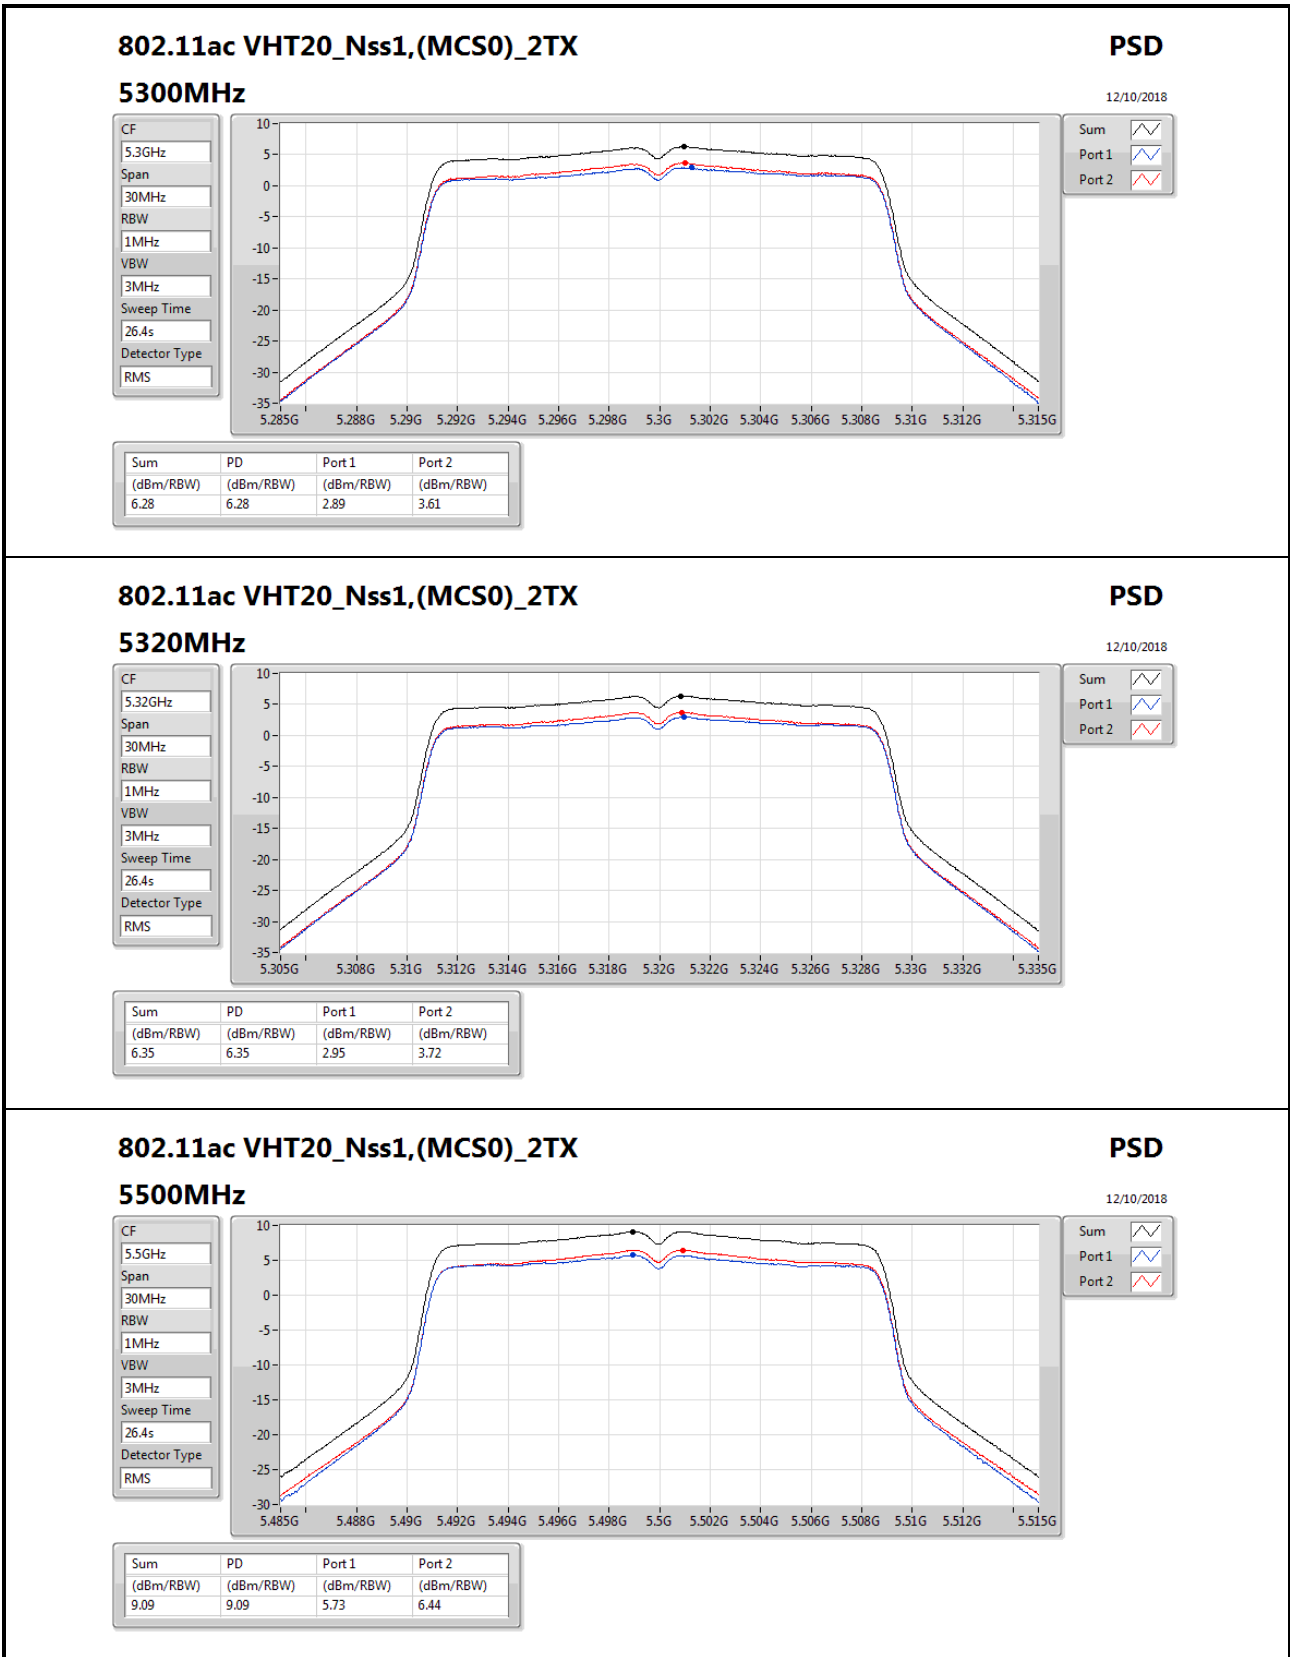 802.11ac VHT20_Nss1,(MCS0)_2TX PSD
5300MHz 12/10/2018
CF
5.3GHz
Span
30MHz
RBW
1MHz
VBW
3MHz
Sweep Time
26.4s
Detector Type
RMS
10
5
0
-5
-10
-15
-20
-25
-30
-35
5.285G 5.288G 5.29G 5.292G 5.294G 5.296G 5.298G 5.3G 5.302G 5.304G 5.306G 5.308G 5.31G 5.312G 5.315G
Sum
Port 1
Port 2
Sum PD Port 1 Port 2
(dBm/RBW) (dBm/RBW) (dBm/RBW) (dBm/RBW)
6.28 6.28 2.89 3.61
802.11ac VHT20_Nss1,(MCS0)_2TX PSD
5320MHz 12/10/2018
CF
5.32GHz
Span
30MHz
RBW
1MHz
VBW
3MHz
Sweep Time
26.4s
Detector Type
RMS
10
5
0
-5
-10
-15
-20
-25
-30
-35
5.305G 5.308G 5.31G 5.312G 5.314G 5.316G 5.318G 5.32G 5.322G 5.324G 5.326G 5.328G 5.33G 5.332G 5.335G
Sum
Port 1
Port 2
Sum PD Port 1 Port 2
(dBm/RBW) (dBm/RBW) (dBm/RBW) (dBm/RBW)
6.35 6.35 2.95 3.72
802.11ac VHT20_Nss1,(MCS0)_2TX PSD
5500MHz 12/10/2018
CF
5.5GHz
Span
30MHz
RBW
1MHz
VBW
3MHz
Sweep Time
26.4s
Detector Type
RMS
10
5
0
-5
-10
-15
-20
-25
-30
5.485G 5.488G 5.49G 5.492G 5.494G 5.496G 5.498G 5.5G 5.502G 5.504G 5.506G 5.508G 5.51G 5.512G 5.515G
Sum
Port 1
Port 2
Sum PD Port 1 Port 2
(dBm/RBW) (dBm/RBW) (dBm/RBW) (dBm/RBW)
9.09 9.09 5.73 6.44